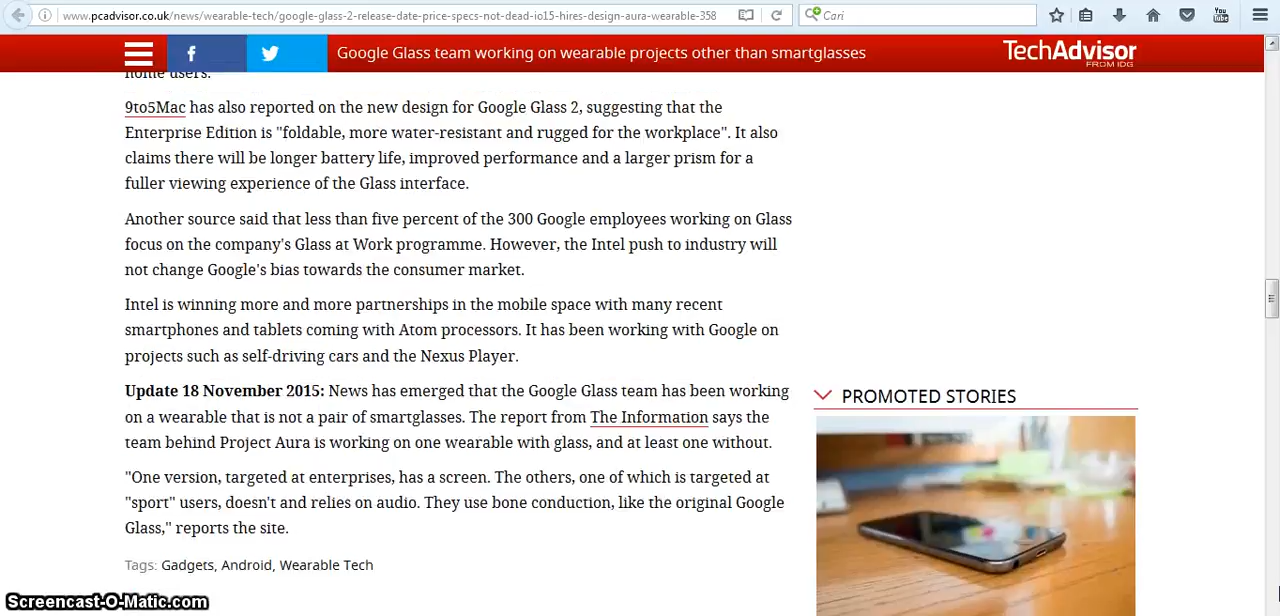 www.pcadvisor.co.uk/news/wearable-tech/google-glass-2-release-date-price-specs-not-dead-io15-hires-design-aura-wearable-358
Cari
You Tube
Google Glass team working on wearable projects other than smartglasses
TechAdvisor
FROM IDG
home users.
9to5Mac has also reported on the new design for Google Glass 2, suggesting that the
Enterprise Edition is "foldable, more water-resistant and rugged for the workplace". It also
claims there will be longer battery life, improved performance and a larger prism for a
fuller viewing experience of the Glass interface.
Another source said that less than five percent of the 300 Google employees working on Glass
focus on the company's Glass at Work programme. However, the Intel push to industry will
not change Google's bias towards the consumer market.
Intel is winning more and more partnerships in the mobile space with many recent
smartphones and tablets coming with Atom processors. It has been working with Google on
projects such as self-driving cars and the Nexus Player.
Update 18 November 2015: News has emerged that the Google Glass team has been working
on a wearable that is not a pair of smartglasses. The report from The Information says the
team behind Project Aura is working on one wearable with glass, and at least one without.
"One version, targeted at enterprises, has a screen. The others, one of which is targeted at
"sport" users, doesn't and relies on audio. They use bone conduction, like the original Google
Glass," reports the site.
Tags: Gadgets, Android, Wearable Tech
PROMOTED STORIES
Screencast-O-Matic.com